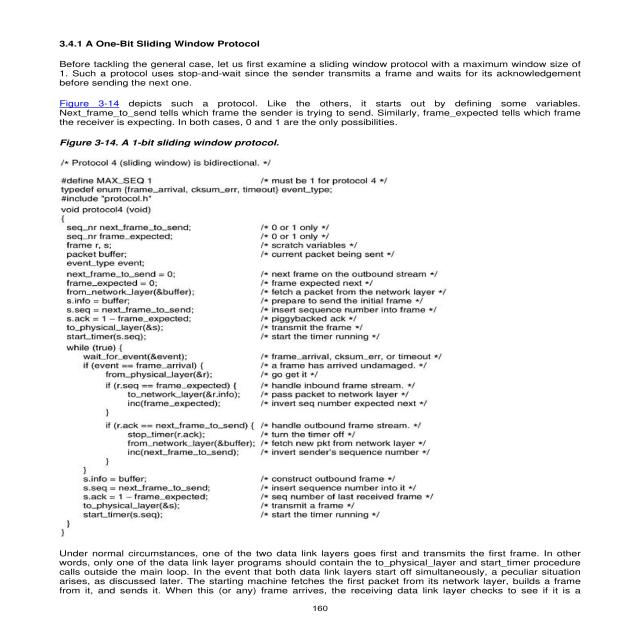 3.4.1 A One-Bit Sliding Window Protocol
Before tackling the general case, let us first examine a sliding window protocol with a maximum window size of
1. Such a protocol uses stop-and-wait since the sender transmits a frame and waits for its acknowledgement
before sending the next one.
Figure 3-14 depicts such a protocol. Like the others, it starts out by defining some variables.
Next_frame_to_send tells which frame the sender is trying to send. Similarly, frame_expected tells which frame
the receiver is expecting. In both cases, 0 and 1 are the only possibilities.
Figure 3-14. A 1-bit sliding window protocol.
/* Protocol 4 (sliding window) is bidirectional. */
#define MAX_SEQ 1 /* must be 1 for protocol 4 */
typedef enum {frame_arrival, cksum_err, timeout} event_type;
#include "protocol.h"
void protocol4 (void)
{
seq_nr next_frame_to_send; /* 0 or 1 only */
seq_nr frame_expected; /* 0 or 1 only */
frame r, s; /* scratch variables */
packet buffer; /* current packet being sent */
event_type event;
next_frame_to_send = 0; /* next frame on the outbound stream */
frame_expected = 0; /* frame expected next */
from_network_layer(&buffer); /* fetch a packet from the network layer */
s.info = buffer; /* prepare to send the initial frame */
s.seq = next_frame_to_send; /* insert sequence number into frame */
s.ack = 1 – frame_expected; /* piggybacked ack */
to_physical_layer(&s); /* transmit the frame */
start_timer(s.seq); /* start the timer running */
while (true) {
wait_for_event(&event); /* frame_arrival, cksum_err, or timeout */
if (event == frame_arrival) { /* a frame has arrived undamaged. */
from_physical_layer(&r); /* go get it */
if (r.seq == frame_expected) { /* handle inbound frame stream. */
to_network_layer(&r.info); /* pass packet to network layer */
inc(frame_expected); /* invert seq number expected next */
}
if (r.ack == next_frame_to_send) { /* handle outbound frame stream. */
stop_timer(r.ack); /* turn the timer off */
from_network_layer(&buffer); /* fetch new pkt from network layer */
inc(next_frame_to_send); /* invert sender's sequence number */
}
}
s.info = buffer; /* construct outbound frame */
s.seq = next_frame_to_send; /* insert sequence number into it */
s.ack = 1 – frame_expected; /* seq number of last received frame */
to_physical_layer(&s); /* transmit a frame */
start_timer(s.seq); /* start the timer running */
}
}
Under normal circumstances, one of the two data link layers goes first and transmits the first frame. In other
words, only one of the data link layer programs should contain the to_physical_layer and start_timer procedure
calls outside the main loop. In the event that both data link layers start off simultaneously, a peculiar situation
arises, as discussed later. The starting machine fetches the first packet from its network layer, builds a frame
from it, and sends it. When this (or any) frame arrives, the receiving data link layer checks to see if it is a
160